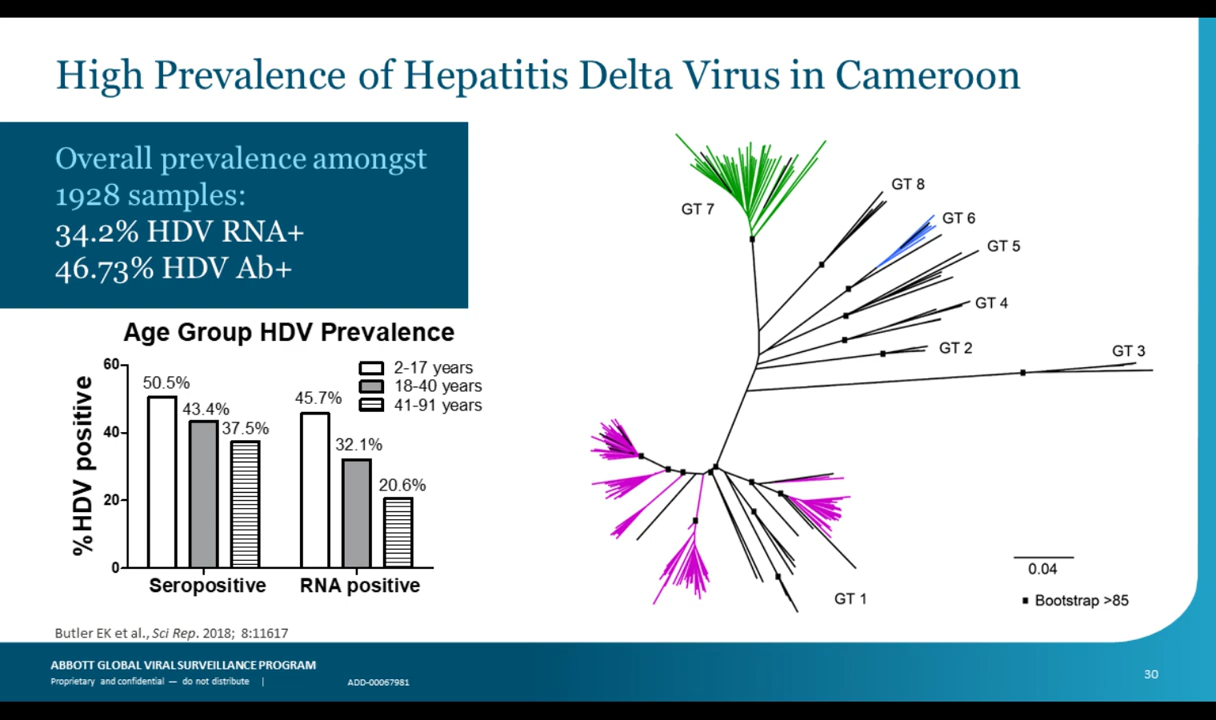 High Prevalence of Hepatitis Delta Virus in Cameroon
Overall prevalence amongst
1928 samples:
34.2% HDV RNA+
46.73% HDV Ab+
Age Group HDV Prevalence
%HDV positive
60
40
20
0
50.5%
43.4%
37.5%
45.7%
32.1%
20.6%
2-17 years
18-40 years
41-91 years
Seropositive
RNA positive
GT 7
GT 8
GT 6
GT 5
GT 4
GT 2
GT 3
GT 1
0.04
Bootstrap >85
Butler EK et al., Sci Rep. 2018; 8:11617
ABBOTT GLOBAL VIRAL SURVEILLANCE PROGRAM
Proprietary and confidential — do not distribute |
ADD-00067981
30